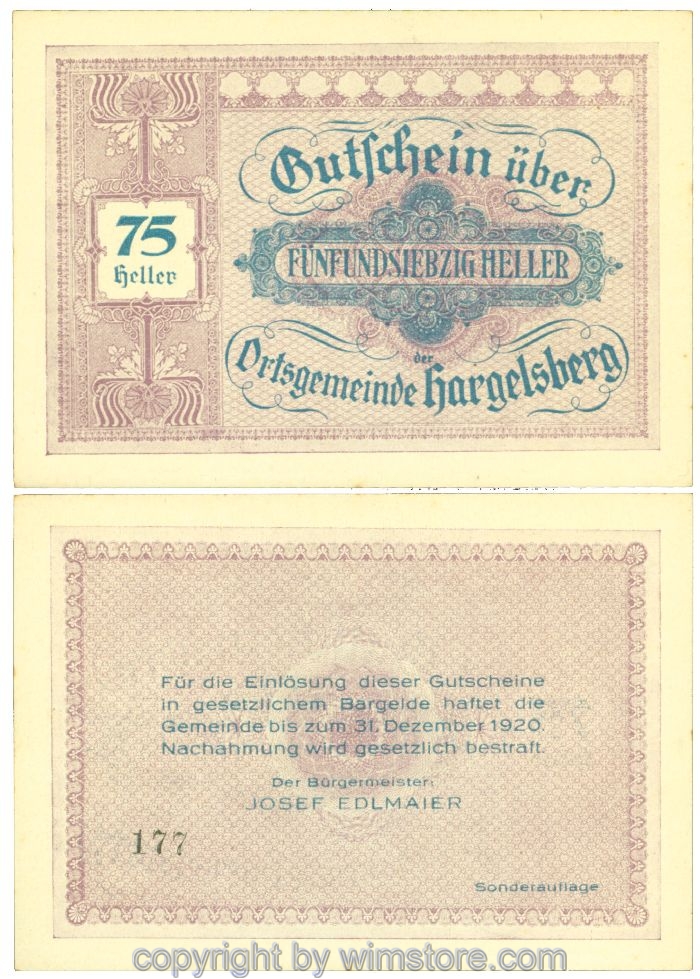 Gutschein über
75
Heller
FÜNFUNDSIEBZIG HELLER
der
Ortsgemeinde Hargelsberg
Für die Einlösung dieser Gutscheine
in gesetzlichem Bargelde haftet die
Gemeinde bis zum 31. Dezember 1920.
Nachahmung wird gesetzlich bestraft.
Der Bürgermeister:
JOSEF EDLMAIER
177
Sonderauflage
copyright by wimstore.com